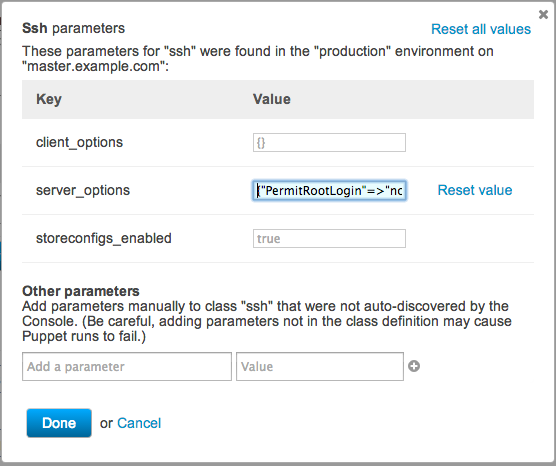 Ssh parameters
Reset all values
These parameters for "ssh" were found in the "production" environment on
"master.example.com":
Key Value
client_options {}
server_options {"PermitRootLogin"=>"no Reset value
storeconfigs_enabled true
Other parameters
Add parameters manually to class "ssh" that were not auto-discovered by the
Console. (Be careful, adding parameters not in the class definition may cause
Puppet runs to fail.)
Add a parameter Value
Done or Cancel